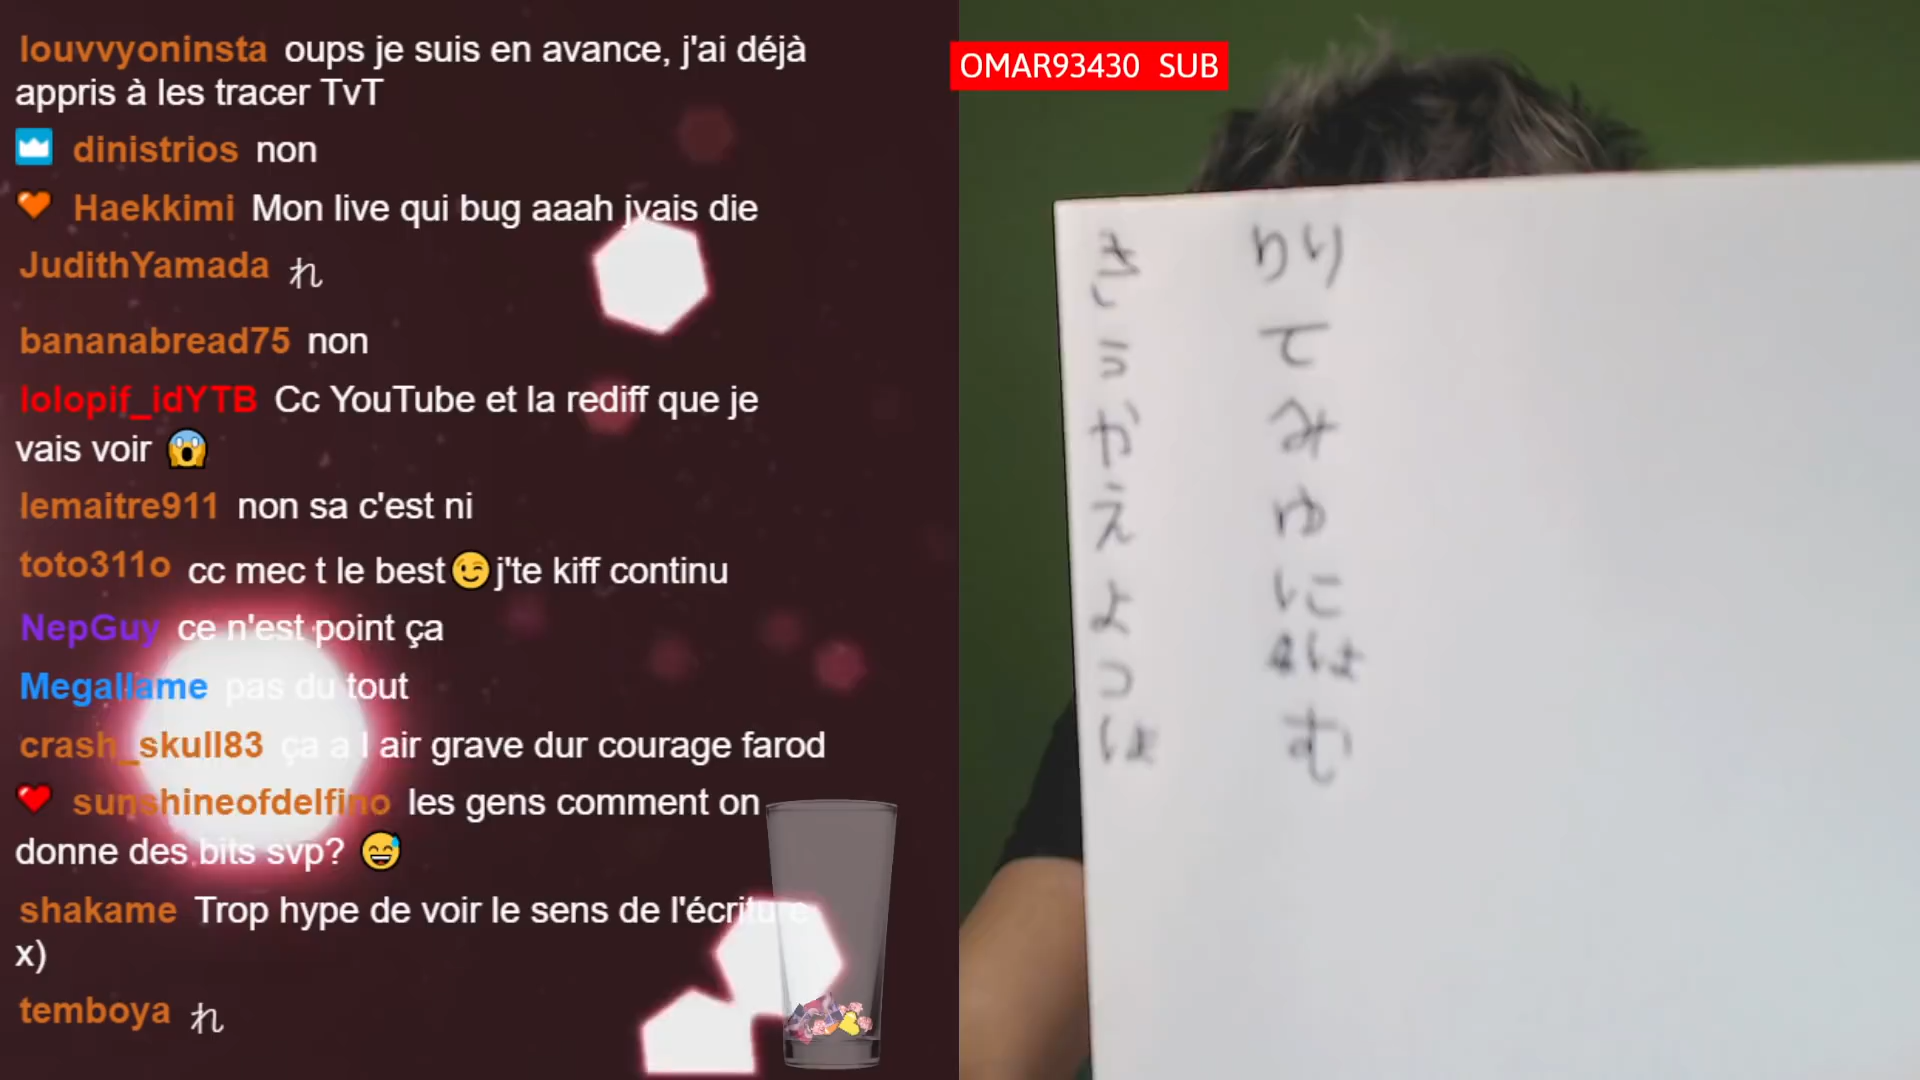 louvvyoninsta oups je suis en avance, j'ai déjà
appris à les tracer TvT
dinistrios non
Haekkimi Mon live qui bug aaah jvais die
JudithYamada れ
bananabread75 non
lolopif_idYTB Cc YouTube et la rediff que je
vais voir 😱
lemaitre911 non sa c'est ni
toto311o cc mec t le best😉j'te kiff continu
NepGuy ce n'est point ça
Megallame pas du tout
crash_skull83 ça a l air grave dur courage farod
sunshineofdelfino les gens comment on
donne des bits svp? 😅
shakame Trop hype de voir le sens de l'écriture
x)
temboya れ
OMAR93430 SUB
き
う
か
え
よ
つ
は
りり
て
み
ゆ
に
む